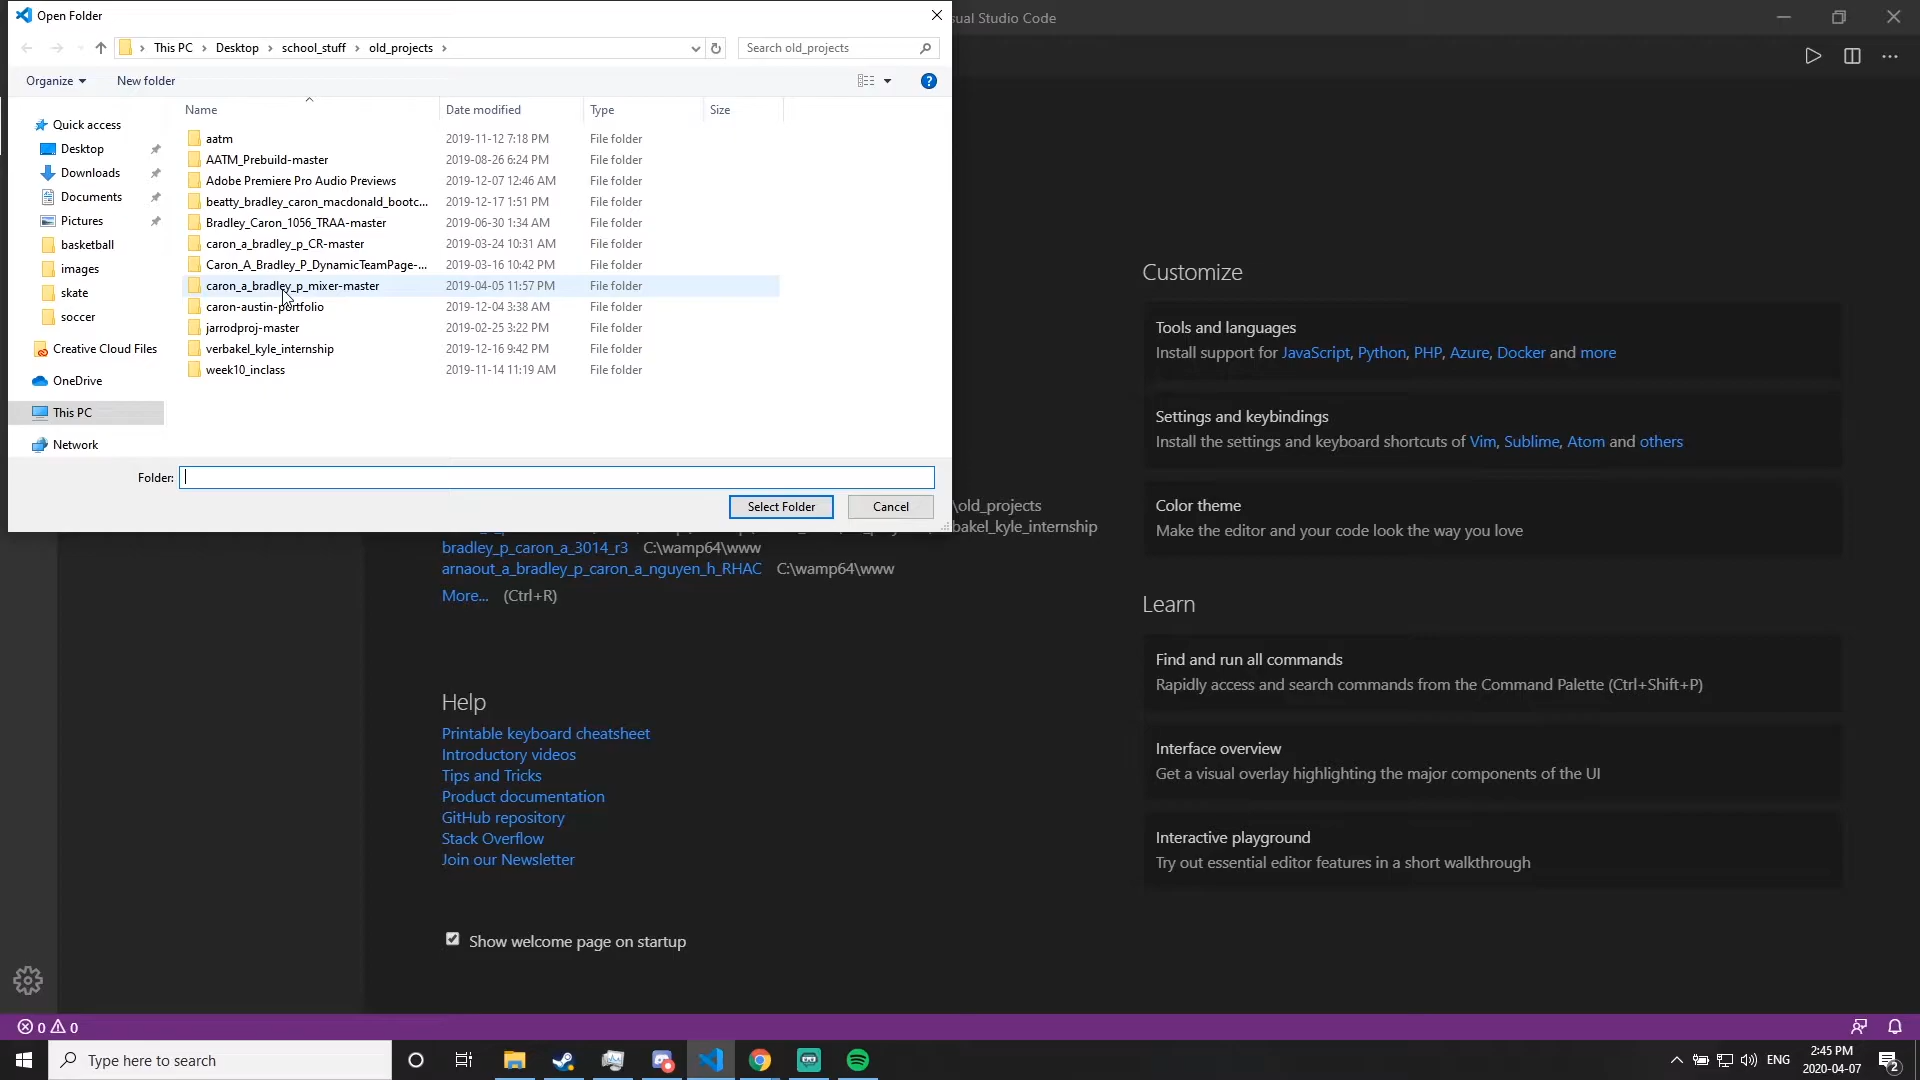 Open Folder
sual Studio Code
This PC > Desktop > school_stuff > old_projects >
Search old_projects
Organize
New folder
Name
Date modified
Type
Size
Quick access
Desktop
Downloads
Documents
Pictures
basketball
images
skate
soccer
Creative Cloud Files
OneDrive
This PC
Network
aatm 2019-11-12 7:18 PM File folder
AATM_Prebuild-master 2019-08-26 6:24 PM File folder
Adobe Premiere Pro Audio Previews 2019-12-07 12:46 AM File folder
beatty_bradley_caron_macdonald_bootc... 2019-12-17 1:51 PM File folder
Bradley_Caron_1056_TRAA-master 2019-06-30 1:34 AM File folder
caron_a_bradley_p_CR-master 2019-03-24 10:31 AM File folder
Caron_A_Bradley_P_DynamicTeamPage-... 2019-03-16 10:42 PM File folder
caron_a_bradley_p_mixer-master 2019-04-05 11:57 PM File folder
caron-austin-portfolio 2019-12-04 3:38 AM File folder
jarrodproj-master 2019-02-25 3:22 PM File folder
verbakel_kyle_internship 2019-12-16 9:42 PM File folder
week10_inclass 2019-11-14 11:19 AM File folder
Folder:
Select Folder
Cancel
\old_projects
bakel_kyle_internship
bradley_p_caron_a_3014_r3 C:\wamp64\www
arnaout_a_bradley_p_caron_a_nguyen_h_RHAC C:\wamp64\www
More... (Ctrl+R)
Help
Printable keyboard cheatsheet
Introductory videos
Tips and Tricks
Product documentation
GitHub repository
Stack Overflow
Join our Newsletter
Show welcome page on startup
Customize
Tools and languages
Install support for JavaScript, Python, PHP, Azure, Docker and more
Settings and keybindings
Install the settings and keyboard shortcuts of Vim, Sublime, Atom and others
Color theme
Make the editor and your code look the way you love
Learn
Find and run all commands
Rapidly access and search commands from the Command Palette (Ctrl+Shift+P)
Interface overview
Get a visual overlay highlighting the major components of the UI
Interactive playground
Try out essential editor features in a short walkthrough
0 0
Type here to search
ENG
2:45 PM
2020-04-07
2